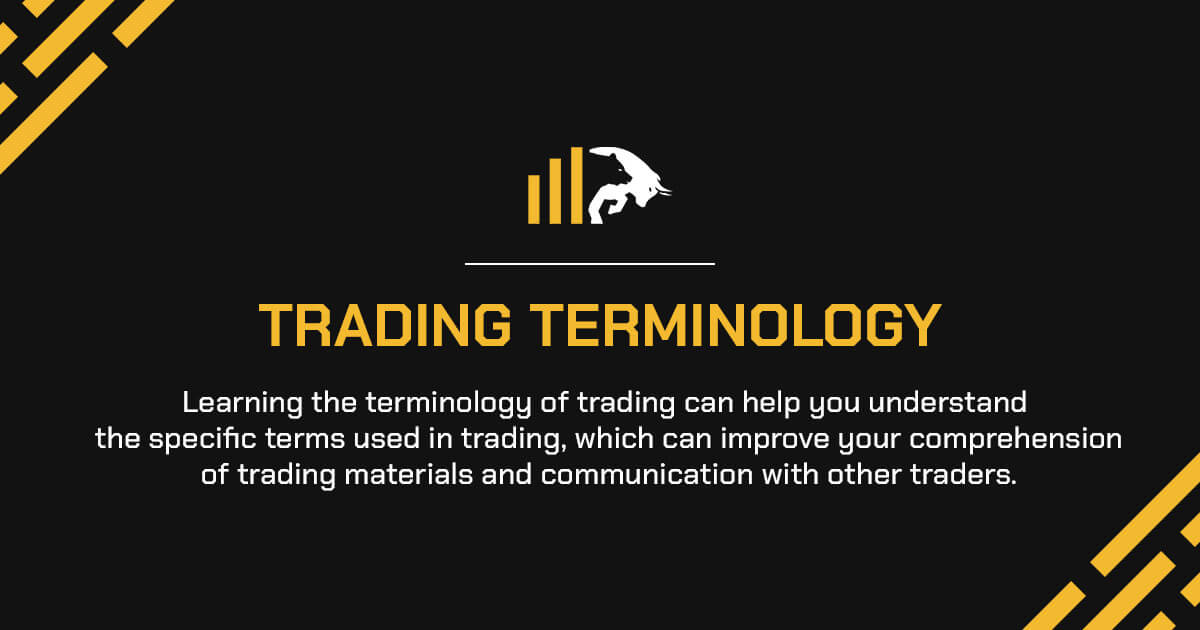 TRADING TERMINOLOGY
Learning the terminology of trading can help you understand
the specific terms used in trading, which can improve your comprehension
of trading materials and communication with other traders.